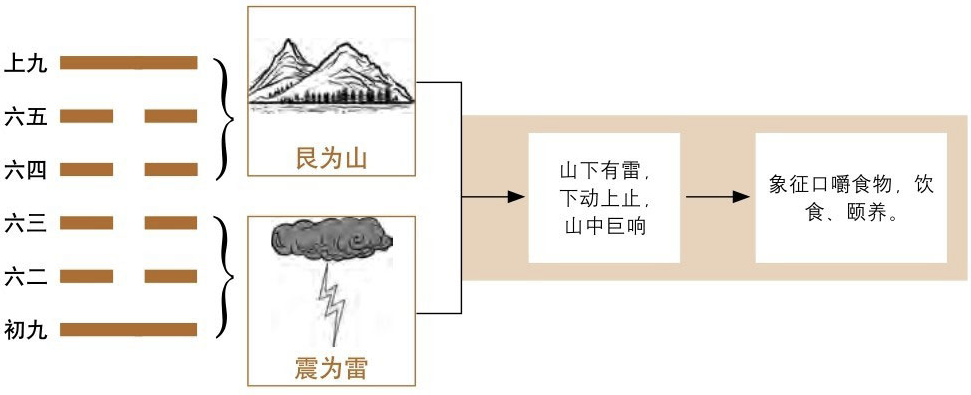 上九
六五
六四
六三
六二
初九
艮为山
震为雷
山下有雷，
下动上止，
山中巨响
象征口嚼食物，饮
食、颐养。